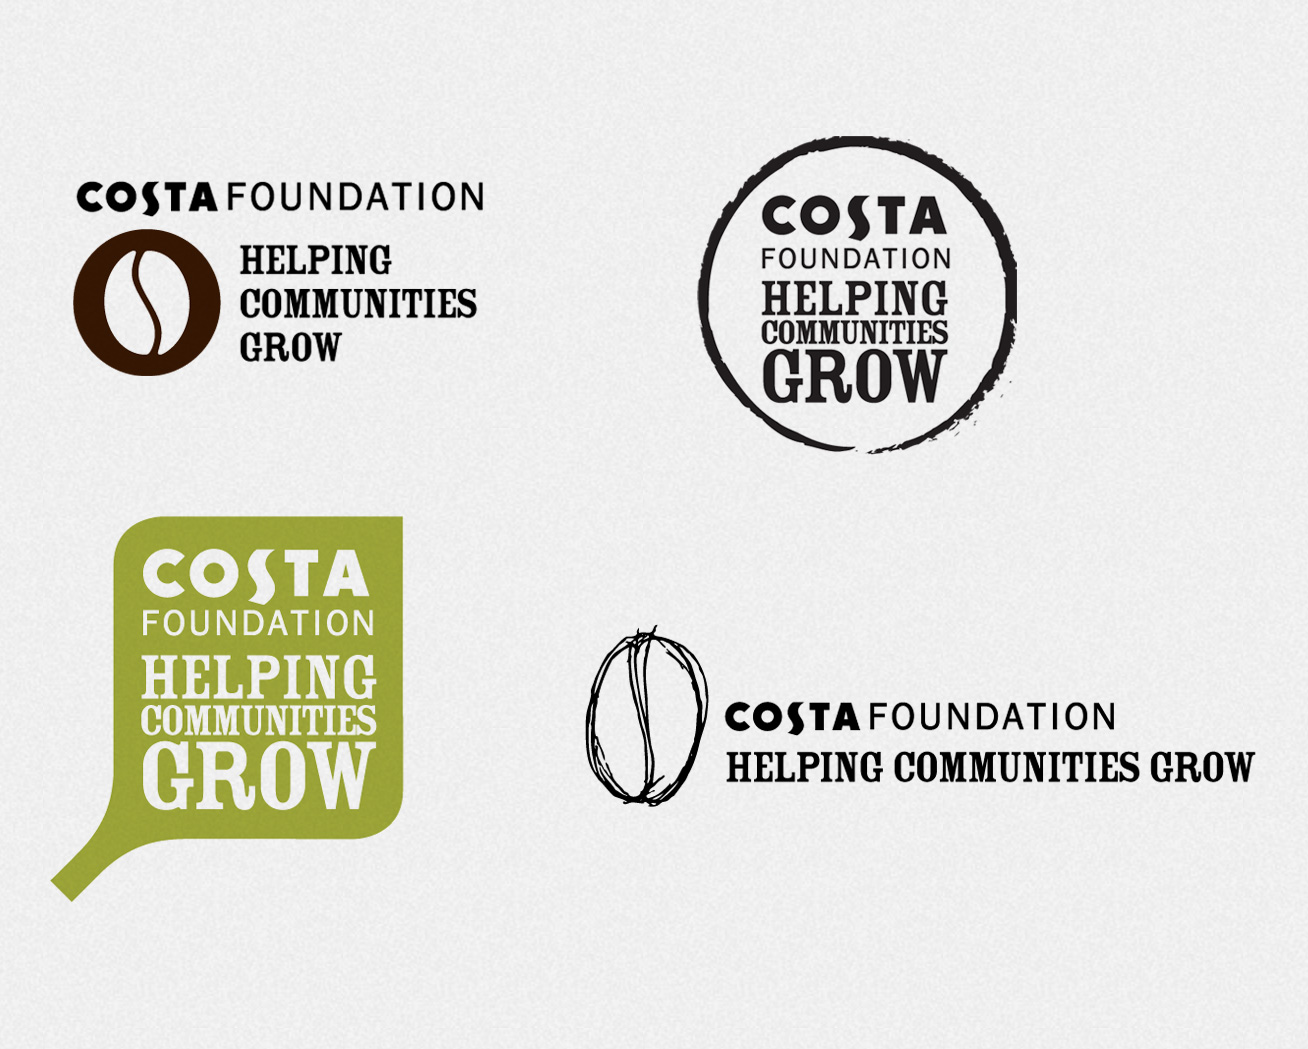 COSTA FOUNDATION
HELPING
COMMUNITIES
GROW
COSTA
FOUNDATION
HELPING
COMMUNITIES
GROW
COSTA
FOUNDATION
HELPING
COMMUNITIES
GROW
COSTA FOUNDATION
HELPING COMMUNITIES GROW